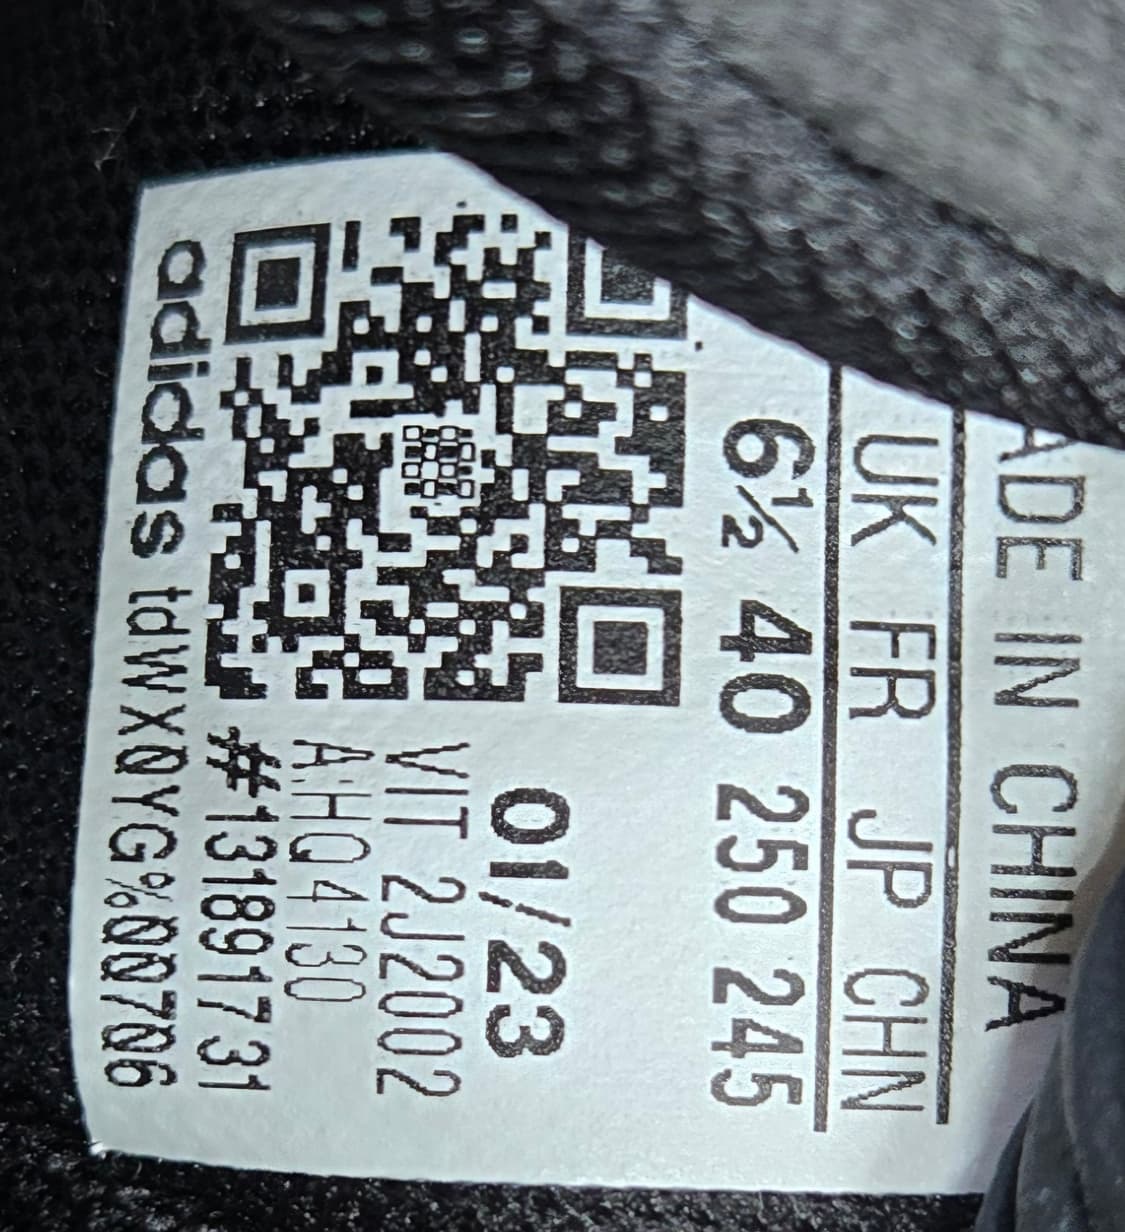 ADE IN CHINA
UK FR JP CHN
6½ 40 250 245
01/23
VIT 2J2002
AHQ4130
#131891731
adidas tdWX0YG%00706